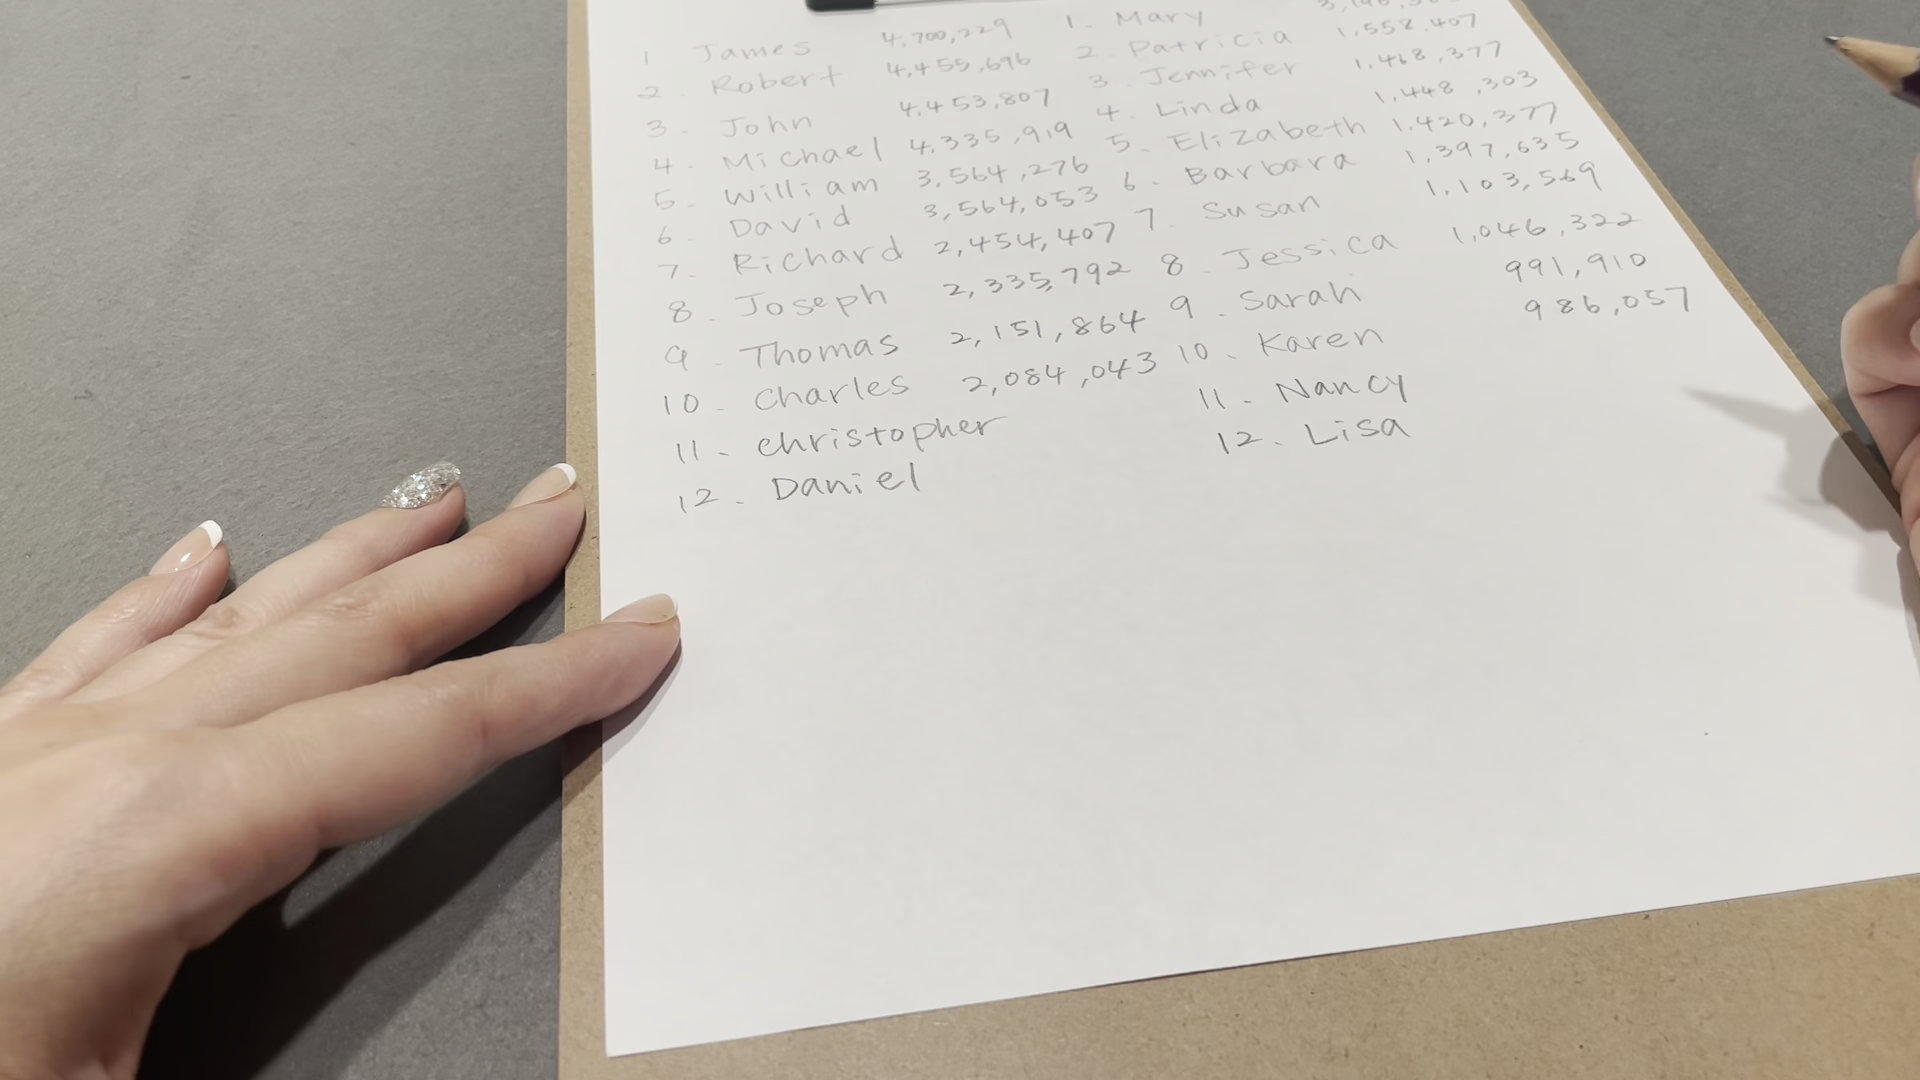 1 James 4,700,229 1. Mary
2. Robert 4,455,696 2. Patricia 1,558,407
3. John 4,453,807 3. Jennifer 1,468,377
4. Michael 4,335,919 4. Linda 1,448,303
5. William 3,564,276 5. Elizabeth 1,420,377
6. David 3,564,053 6. Barbara 1,397,635
7. Richard 2,454,407 7. Susan 1,103,569
8. Joseph 2,335,792 8. Jessica 1,046,322
9. Thomas 2,151,864 9. Sarah 991,910
10. Charles 2,084,043 10. Karen 986,057
11. christopher 11. Nancy
12. Daniel 12. Lisa